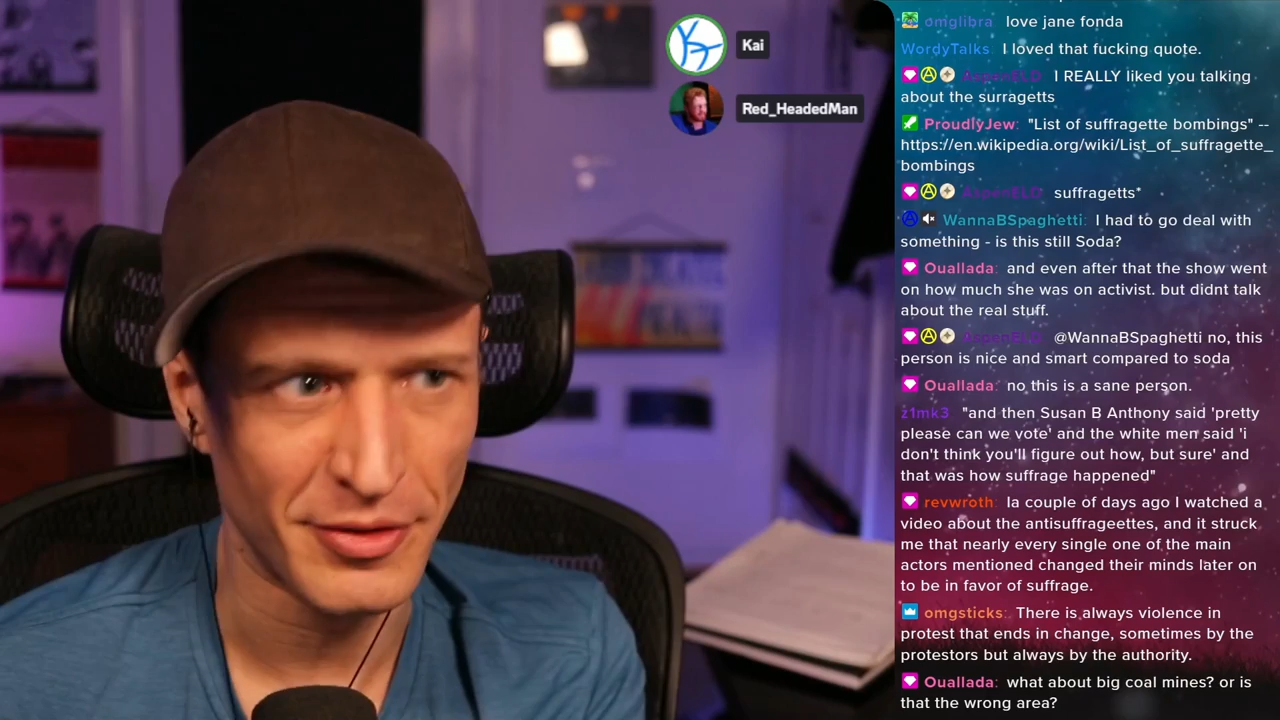 Kai
Red_HeadedMan
omglibra love jane fonda
WordyTalks I loved that fucking quote.
AspenELD I REALLY liked you talking
about the surragetts
ProudlyJew: "List of suffragette bombings" --
https://en.wikipedia.org/wiki/List_of_suffragette_
bombings
AspenELD suffragetts*
WannaBSpaghetti: I had to go deal with
something - is this still Soda?
Ouallada: and even after that the show went
on how much she was on activist. but didnt talk
about the real stuff.
AspenELD @WannaBSpaghetti no, this
person is nice and smart compared to soda
Ouallada: no this is a sane person.
z1mk3 "and then Susan B Anthony said 'pretty
please can we vote' and the white men said 'i
don't think you'll figure out how, but sure' and
that was how suffrage happened"
revwroth: Ia couple of days ago I watched a
video about the antisuffrageettes, and it struck
me that nearly every single one of the main
actors mentioned changed their minds later on
to be in favor of suffrage.
omgsticks: There is always violence in
protest that ends in change, sometimes by the
protestors but always by the authority.
Ouallada: what about big coal mines? or is
that the wrong area?